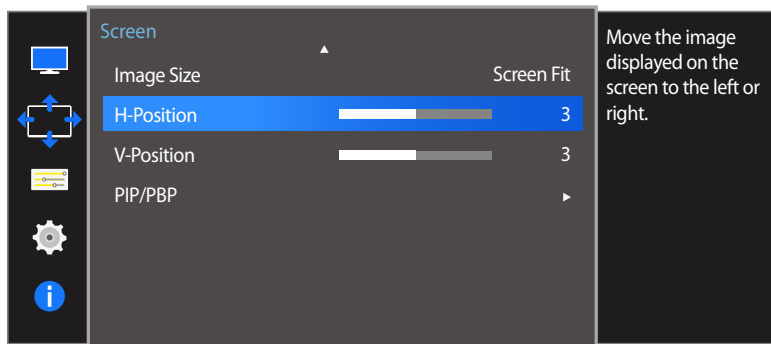 Screen
Image Size Screen Fit
H-Position 3
V-Position 3
PIP/PBP
Move the image
displayed on the
screen to the left or
right.